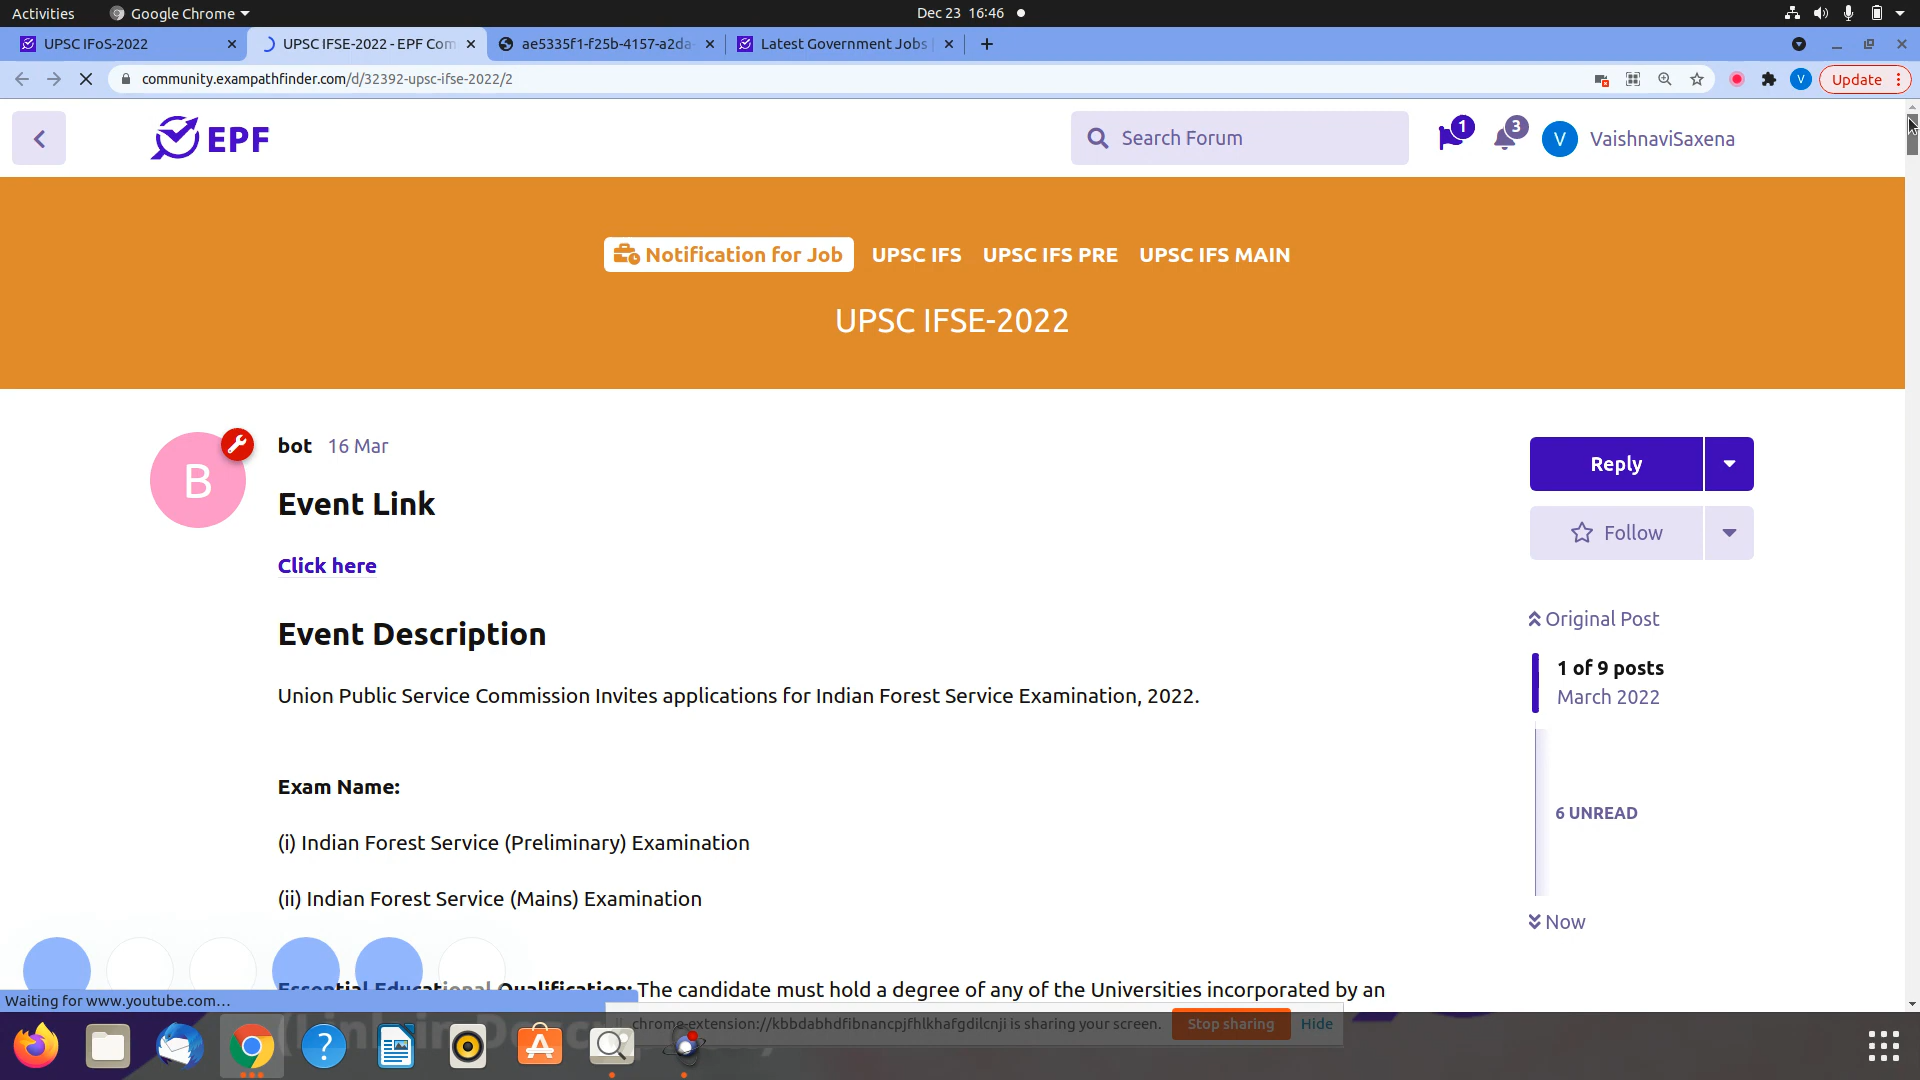 Activities
Google Chrome
Dec 23 16:46
UPSC IFoS-2022
UPSC IFSE-2022 - EPF Com
ae5335f1-f25b-4157-a2da-
Latest Government Jobs
community.exampathfinder.com/d/32392-upsc-ifse-2022/2
V
Update
EPF
Search Forum
1
3
V
VaishnaviSaxena
Notification for Job
UPSC IFS
UPSC IFS PRE
UPSC IFS MAIN
UPSC IFSE-2022
B
bot 16 Mar
Event Link
Click here
Event Description
Union Public Service Commission Invites applications for Indian Forest Service Examination, 2022.
Exam Name:
(i) Indian Forest Service (Preliminary) Examination
(ii) Indian Forest Service (Mains) Examination
Essential Educational Qualification: The candidate must hold a degree of any of the Universities incorporated by an
Reply
Follow
Original Post
1 of 9 posts
March 2022
6 UNREAD
Now
Waiting for www.youtube.com…
chrome-extension://kbbdabhdfibnancpjfhlkhafgdilcnji is sharing your screen.
Stop sharing
Hide
(Link in